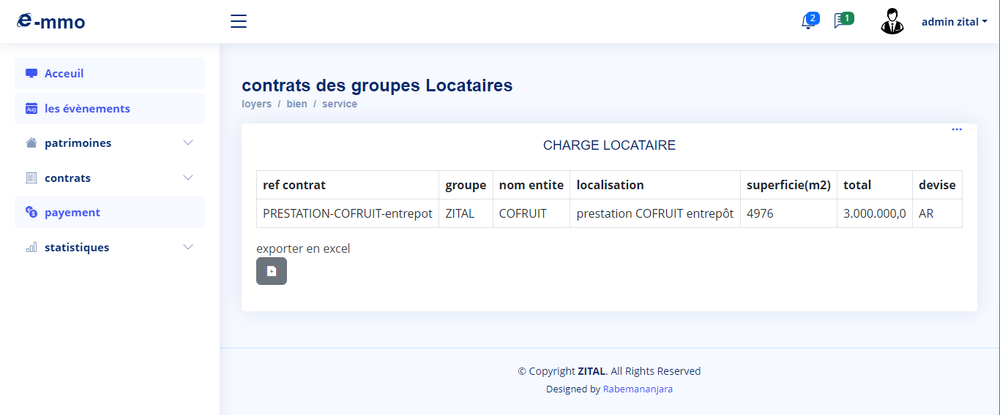 e-mmo
2
1
admin zital
Acceuil
Aug les évènements
patrimoines
contrats
payement
statistiques
contrats des groupes Locataires
loyers / bien / service
CHARGE LOCATAIRE
ref contrat groupe nom entite localisation superficie(m2) total devise
PRESTATION-COFRUIT-entrepot ZITAL COFRUIT prestation COFRUIT entrepôt 4976 3.000.000,0 AR
exporter en excel
© Copyright ZITAL. All Rights Reserved
Designed by Rabemananjara